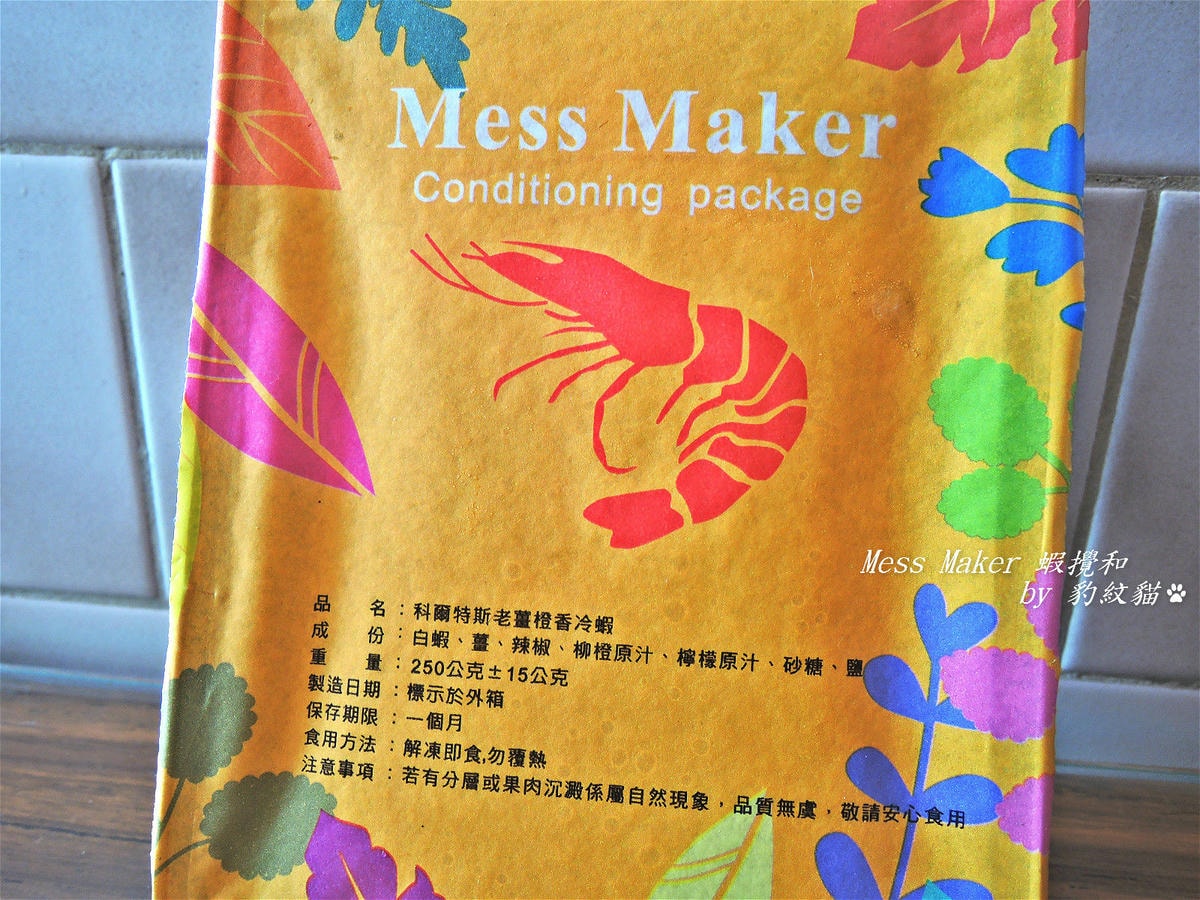 Mess Maker
Conditioning package
Mess Maker 蝦攪和
by 豹紋貓
品 名：科爾特斯老薑橙香冷蝦
成 份：白蝦、薑、辣椒、柳橙原汁、檸檬原汁、砂糖、鹽
重 量：250公克±15公克
製造日期：標示於外箱
保存期限：一個月
食用方法：解凍即食,勿覆熱
注意事項：若有分層或果肉沉澱係屬自然現象，品質無虞，敬請安心食用